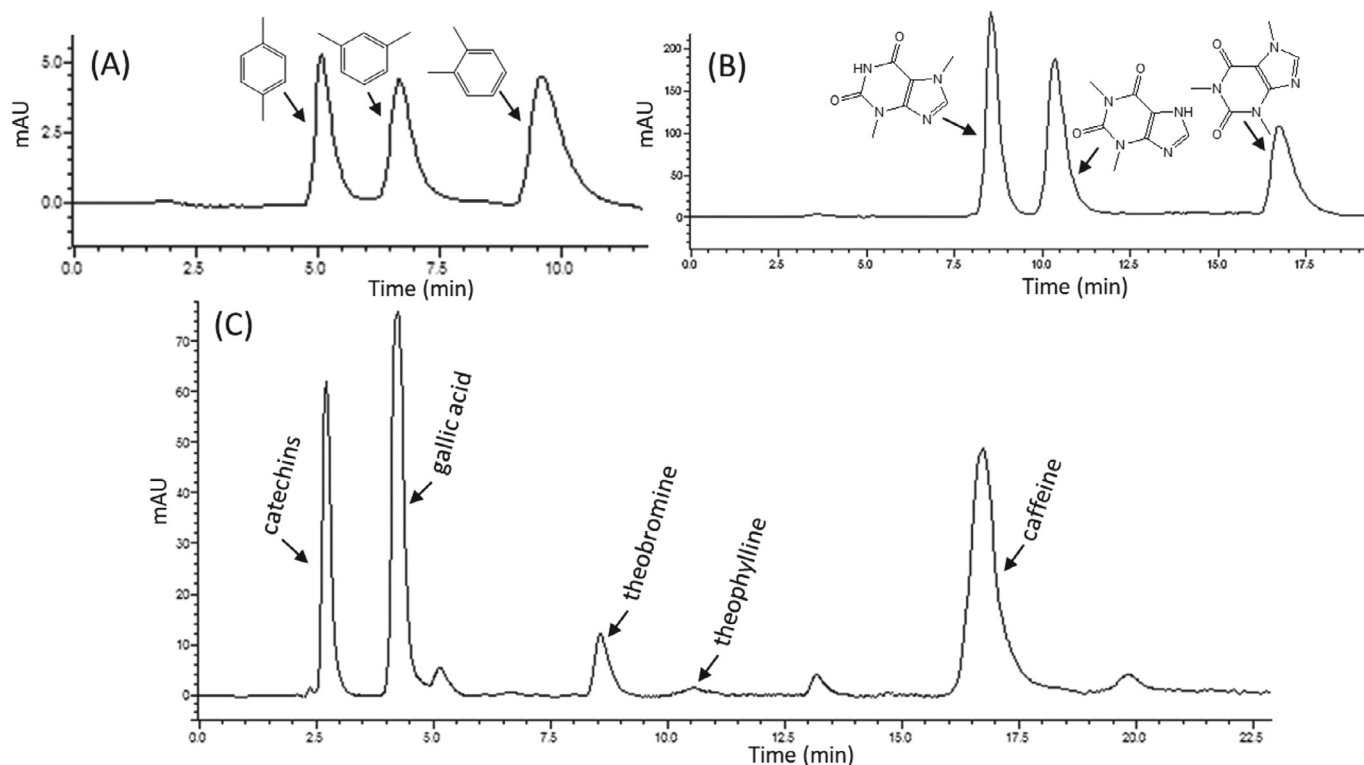 (A)
mAU
5.0
2.5
0.0
0.0
2.5
5.0
7.5
10.0
Time (min)
(B)
mAU
200
150
100
50
0
0.0
2.5
5.0
7.5
10.0
12.5
15.0
17.5
Time (min)
O
NH
N
O
N
N
O
N
NH
O
N
N
O
N
N
O
N
N
(C)
mAU
70
60
50
40
30
20
10
0
catechins
gallic acid
theobromine
theophylline
caffeine
0.0
2.5
5.0
7.5
10.0
12.5
15.0
17.5
20.0
22.5
Time (min)